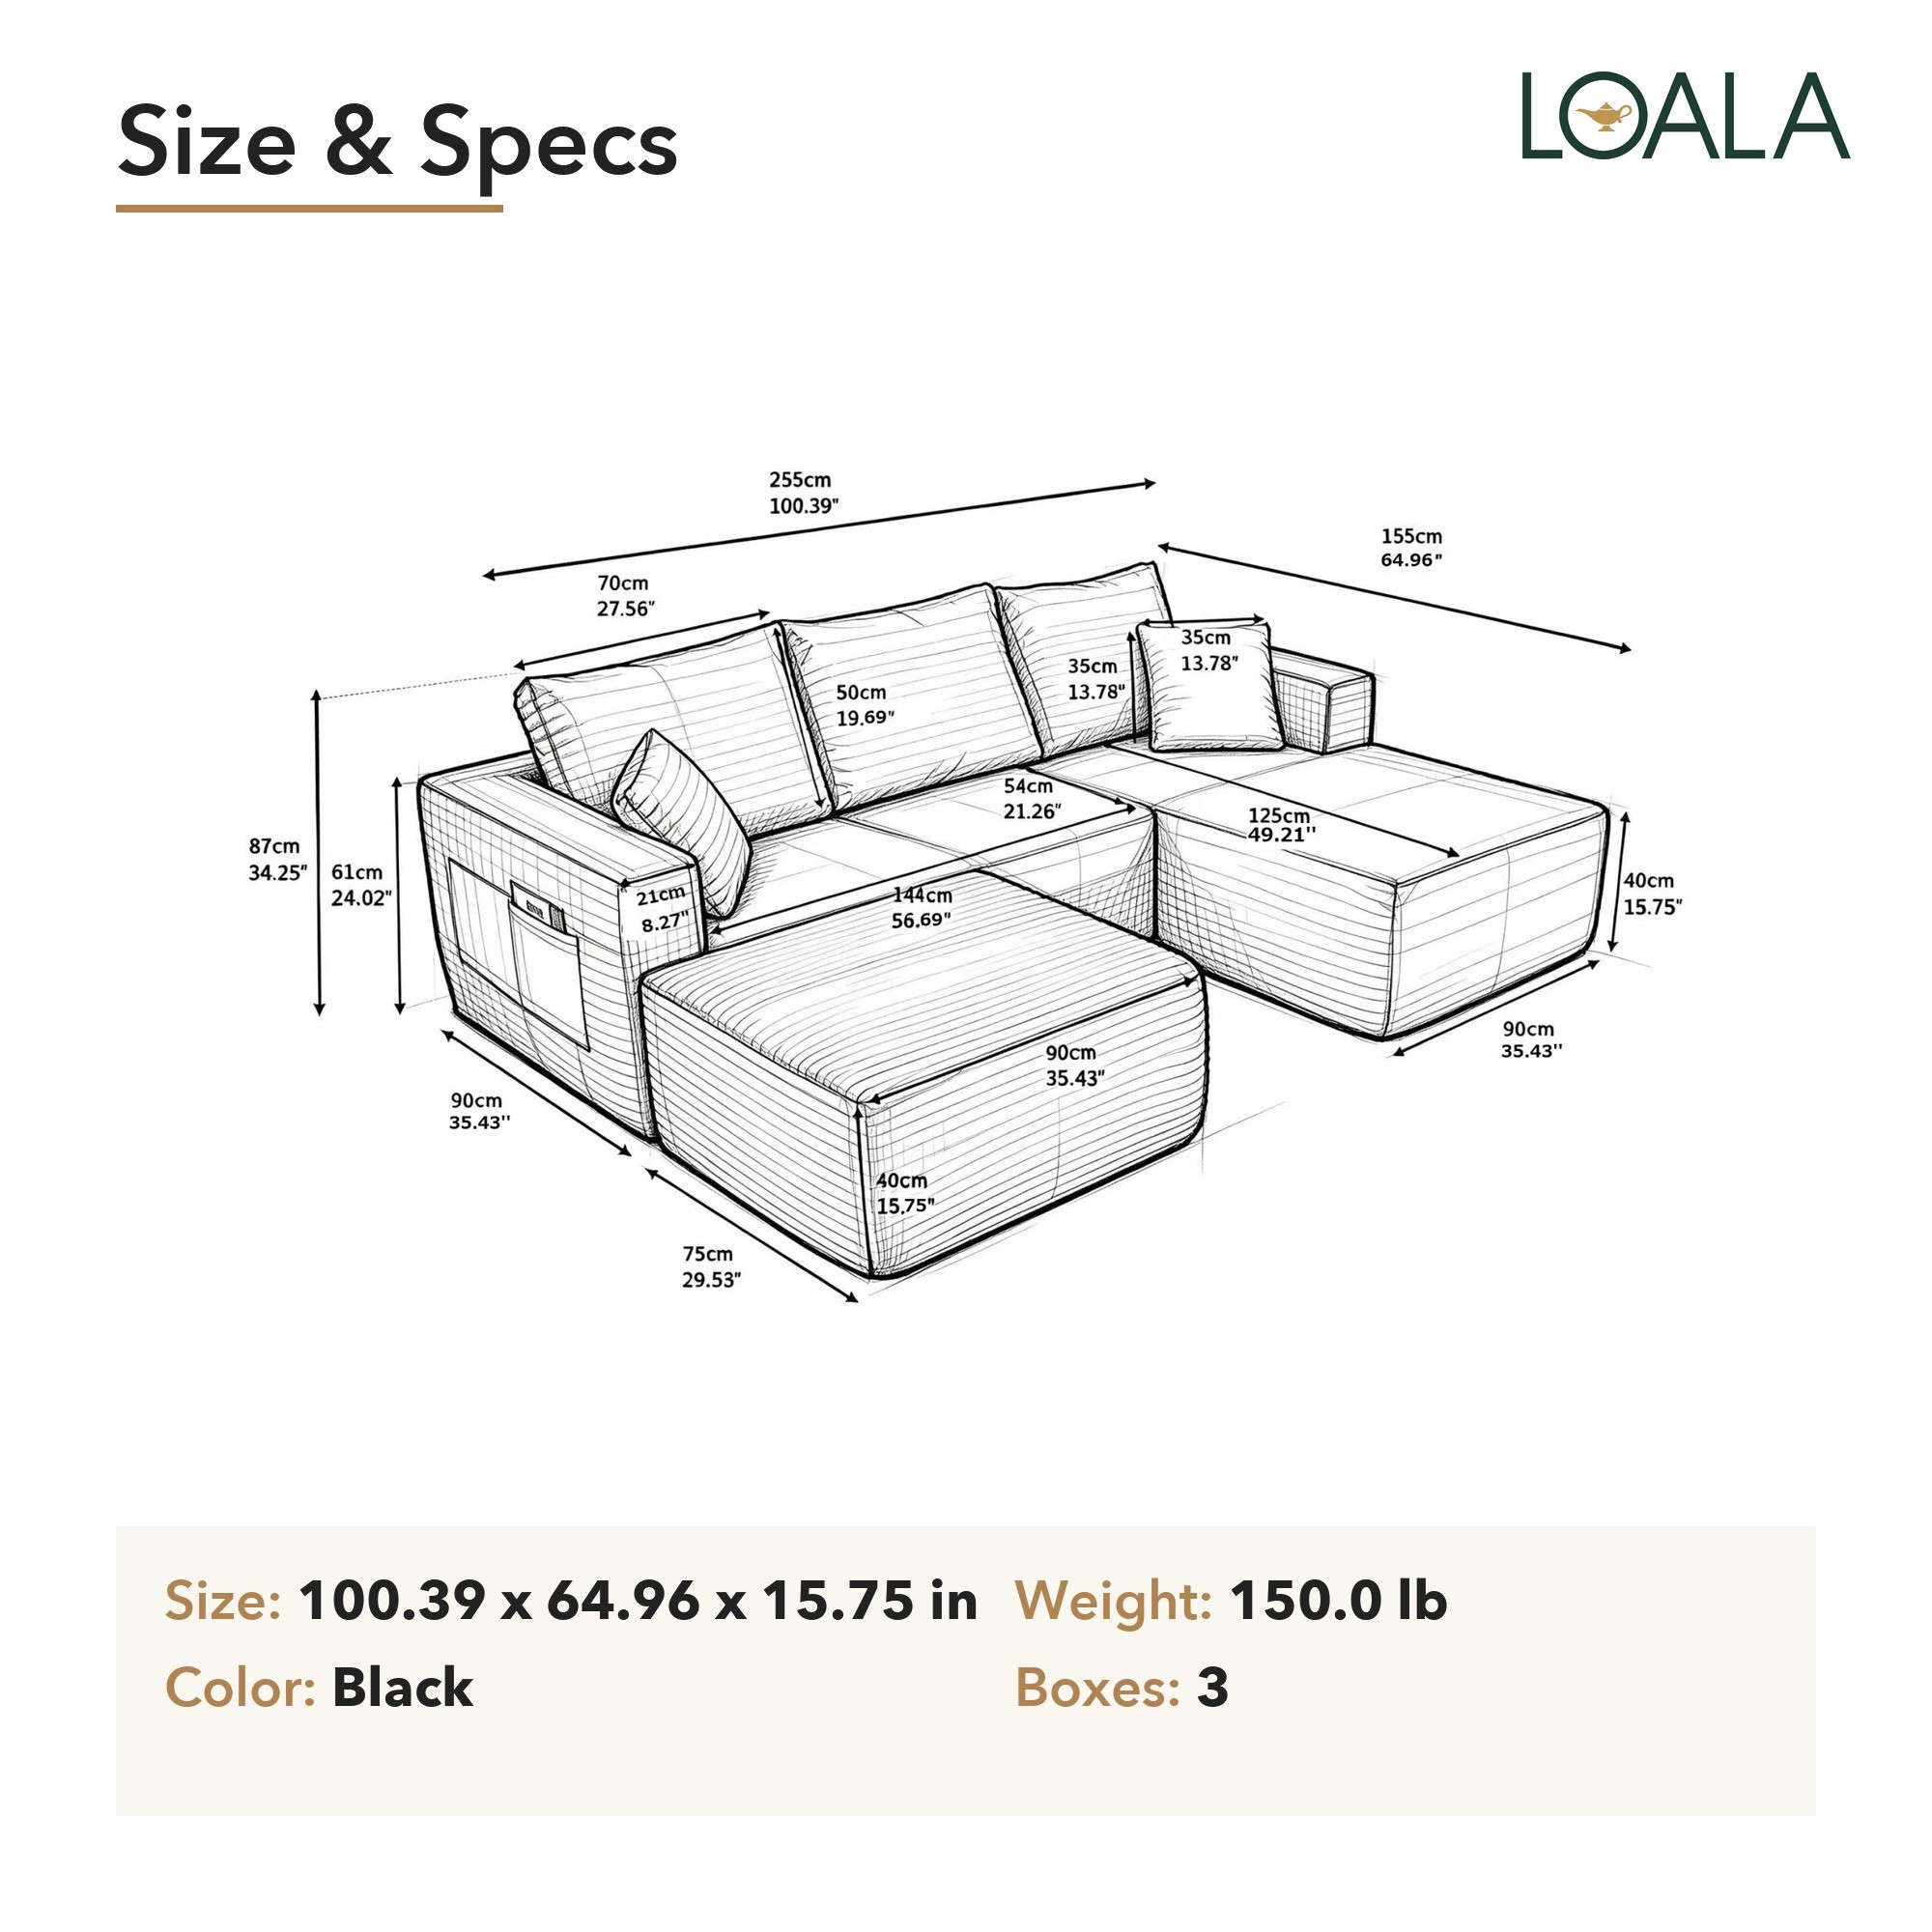 Size & Specs
LOALA
255cm
100.39"
155cm
64.96"
70cm
27.56"
35cm
13.78"
35cm
13.78"
50cm
19.69"
54cm
21.26"
125cm
49.21''
87cm
34.25"
61cm
24.02"
21cm
8.27"
144cm
56.69"
40cm
15.75"
90cm
35.43''
90cm
35.43"
90cm
35.43''
40cm
15.75"
75cm
29.53"
Size: 100.39 x 64.96 x 15.75 in
Weight: 150.0 lb
Color: Black
Boxes: 3